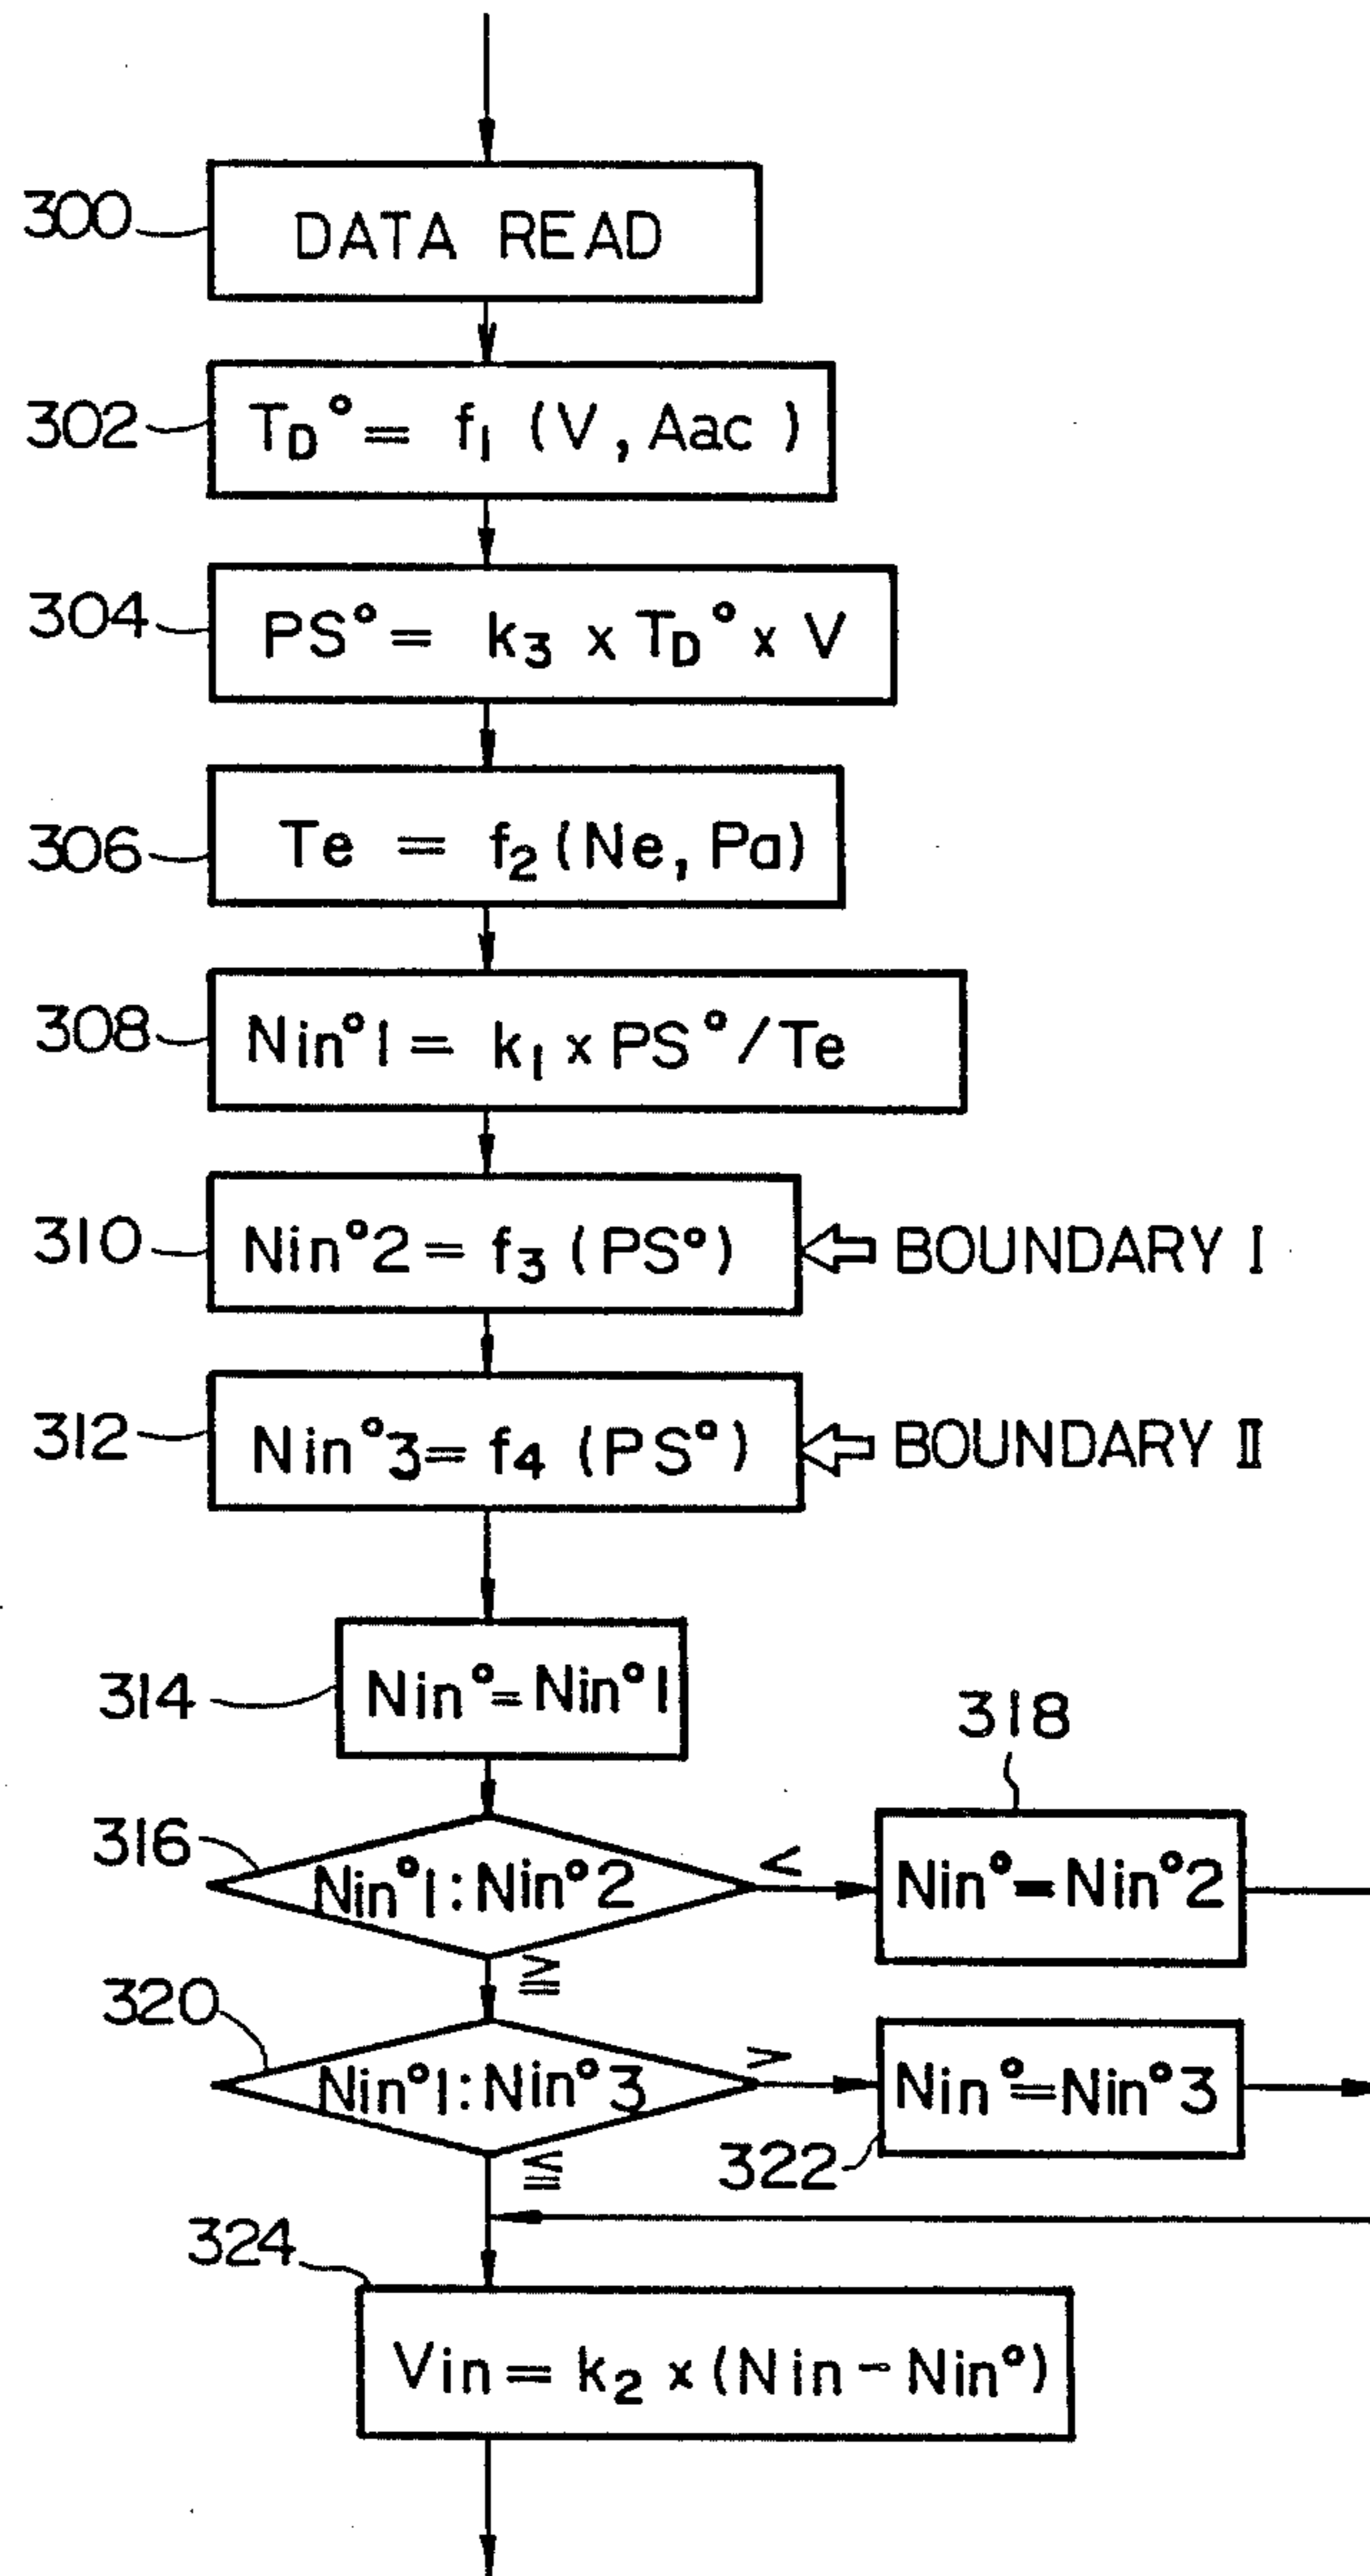 300
DATA READ
302
T_D° = f₁ (V, Aac)
304
PS° = k₃ x T_D° x V
306
Te = f₂ (Ne, Pa)
308
Nin°1 = k₁ x PS° / Te
310
Nin°2 = f₃ (PS°)
BOUNDARY I
312
Nin°3 = f₄ (PS°)
BOUNDARY II
314
Nin° = Nin°1
318
316
Nin°1 : Nin°2
<
Nin° = Nin°2
≧
320
Nin°1 : Nin°3
>
Nin° = Nin°3
322
≦
324
Vin = k₂ x (Nin - Nin°)